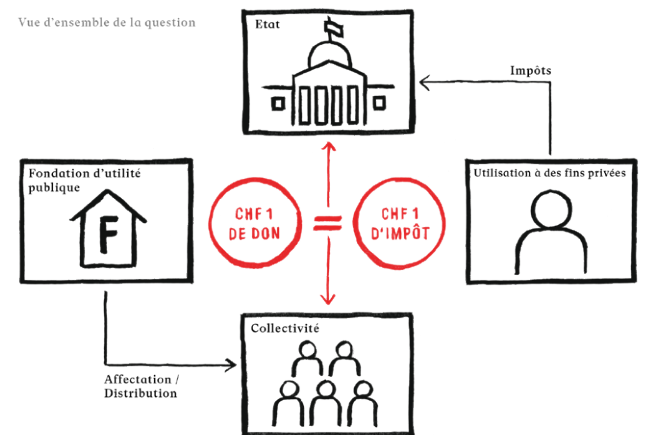 Vue d'ensemble de la question
Etat
Impôts
Fondation d'utilité
publique
F
CHF 1
DE DON
=
CHF 1
D'IMPÔT
Utilisation à des fins privées
Collectivité
Affectation /
Distribution